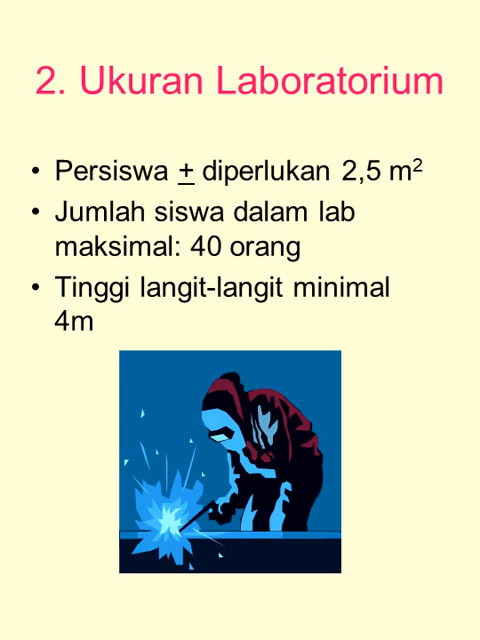 2. Ukuran Laboratorium
• Persiswa ± diperlukan 2,5 m²
• Jumlah siswa dalam lab
maksimal: 40 orang
• Tinggi langit-langit minimal
4m